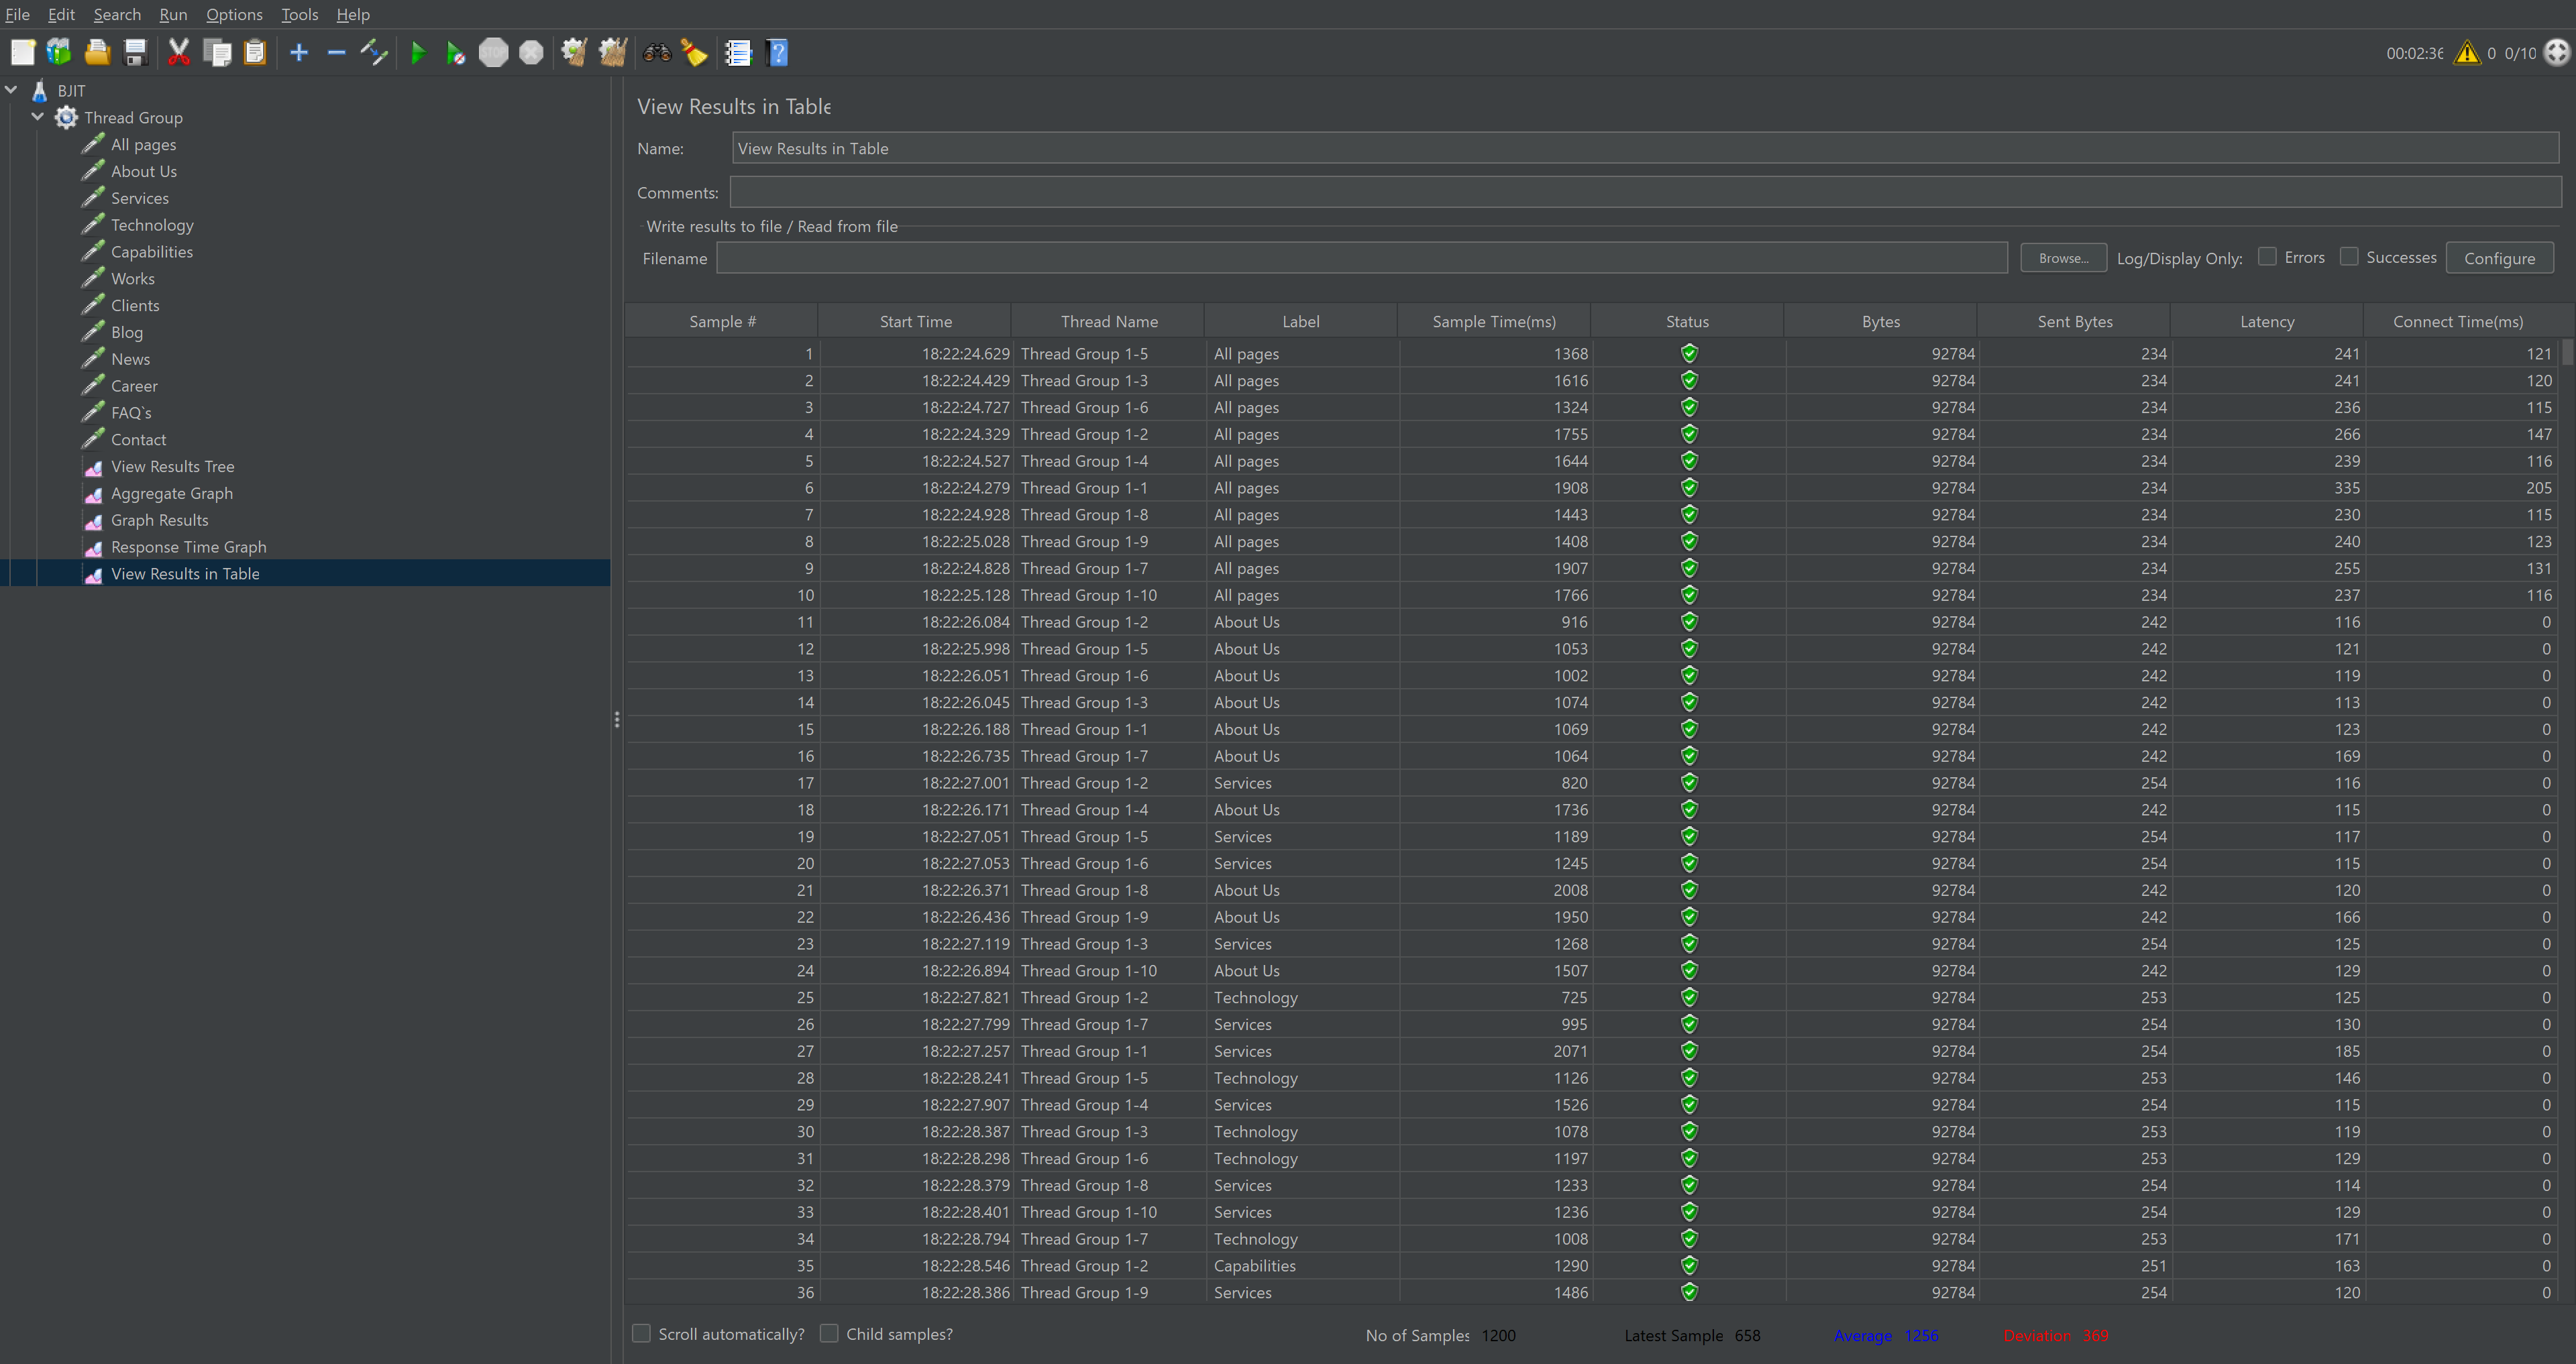 File Edit Search Run Options Tools Help
STOP
00:02:36 0 0/10
BJIT
Thread Group
All pages
About Us
Services
Technology
Capabilities
Works
Clients
Blog
News
Career
FAQ`s
Contact
View Results Tree
Aggregate Graph
Graph Results
Response Time Graph
View Results in Table
View Results in Table
Name: View Results in Table
Comments:
Write results to file / Read from file
Filename Browse... Log/Display Only: Errors Successes Configure
Sample # Start Time Thread Name Label Sample Time(ms) Status Bytes Sent Bytes Latency Connect Time(ms)
1 18:22:24.629 Thread Group 1-5 All pages 1368 92784 234 241 121
2 18:22:24.429 Thread Group 1-3 All pages 1616 92784 234 241 120
3 18:22:24.727 Thread Group 1-6 All pages 1324 92784 234 236 115
4 18:22:24.329 Thread Group 1-2 All pages 1755 92784 234 266 147
5 18:22:24.527 Thread Group 1-4 All pages 1644 92784 234 239 116
6 18:22:24.279 Thread Group 1-1 All pages 1908 92784 234 335 205
7 18:22:24.928 Thread Group 1-8 All pages 1443 92784 234 230 115
8 18:22:25.028 Thread Group 1-9 All pages 1408 92784 234 240 123
9 18:22:24.828 Thread Group 1-7 All pages 1907 92784 234 255 131
10 18:22:25.128 Thread Group 1-10 All pages 1766 92784 234 237 116
11 18:22:26.084 Thread Group 1-2 About Us 916 92784 242 116 0
12 18:22:25.998 Thread Group 1-5 About Us 1053 92784 242 121 0
13 18:22:26.051 Thread Group 1-6 About Us 1002 92784 242 119 0
14 18:22:26.045 Thread Group 1-3 About Us 1074 92784 242 113 0
15 18:22:26.188 Thread Group 1-1 About Us 1069 92784 242 123 0
16 18:22:26.735 Thread Group 1-7 About Us 1064 92784 242 169 0
17 18:22:27.001 Thread Group 1-2 Services 820 92784 254 116 0
18 18:22:26.171 Thread Group 1-4 About Us 1736 92784 242 115 0
19 18:22:27.051 Thread Group 1-5 Services 1189 92784 254 117 0
20 18:22:27.053 Thread Group 1-6 Services 1245 92784 254 115 0
21 18:22:26.371 Thread Group 1-8 About Us 2008 92784 242 120 0
22 18:22:26.436 Thread Group 1-9 About Us 1950 92784 242 166 0
23 18:22:27.119 Thread Group 1-3 Services 1268 92784 254 125 0
24 18:22:26.894 Thread Group 1-10 About Us 1507 92784 242 129 0
25 18:22:27.821 Thread Group 1-2 Technology 725 92784 253 125 0
26 18:22:27.799 Thread Group 1-7 Services 995 92784 254 130 0
27 18:22:27.257 Thread Group 1-1 Services 2071 92784 254 185 0
28 18:22:28.241 Thread Group 1-5 Technology 1126 92784 253 146 0
29 18:22:27.907 Thread Group 1-4 Services 1526 92784 254 115 0
30 18:22:28.387 Thread Group 1-3 Technology 1078 92784 253 119 0
31 18:22:28.298 Thread Group 1-6 Technology 1197 92784 253 129 0
32 18:22:28.379 Thread Group 1-8 Services 1233 92784 254 114 0
33 18:22:28.401 Thread Group 1-10 Services 1236 92784 254 129 0
34 18:22:28.794 Thread Group 1-7 Technology 1008 92784 253 171 0
35 18:22:28.546 Thread Group 1-2 Capabilities 1290 92784 251 163 0
36 18:22:28.386 Thread Group 1-9 Services 1486 92784 254 120 0
Scroll automatically? Child samples? No of Samples 1200 Latest Sample 658 Average 1256 Deviation 369